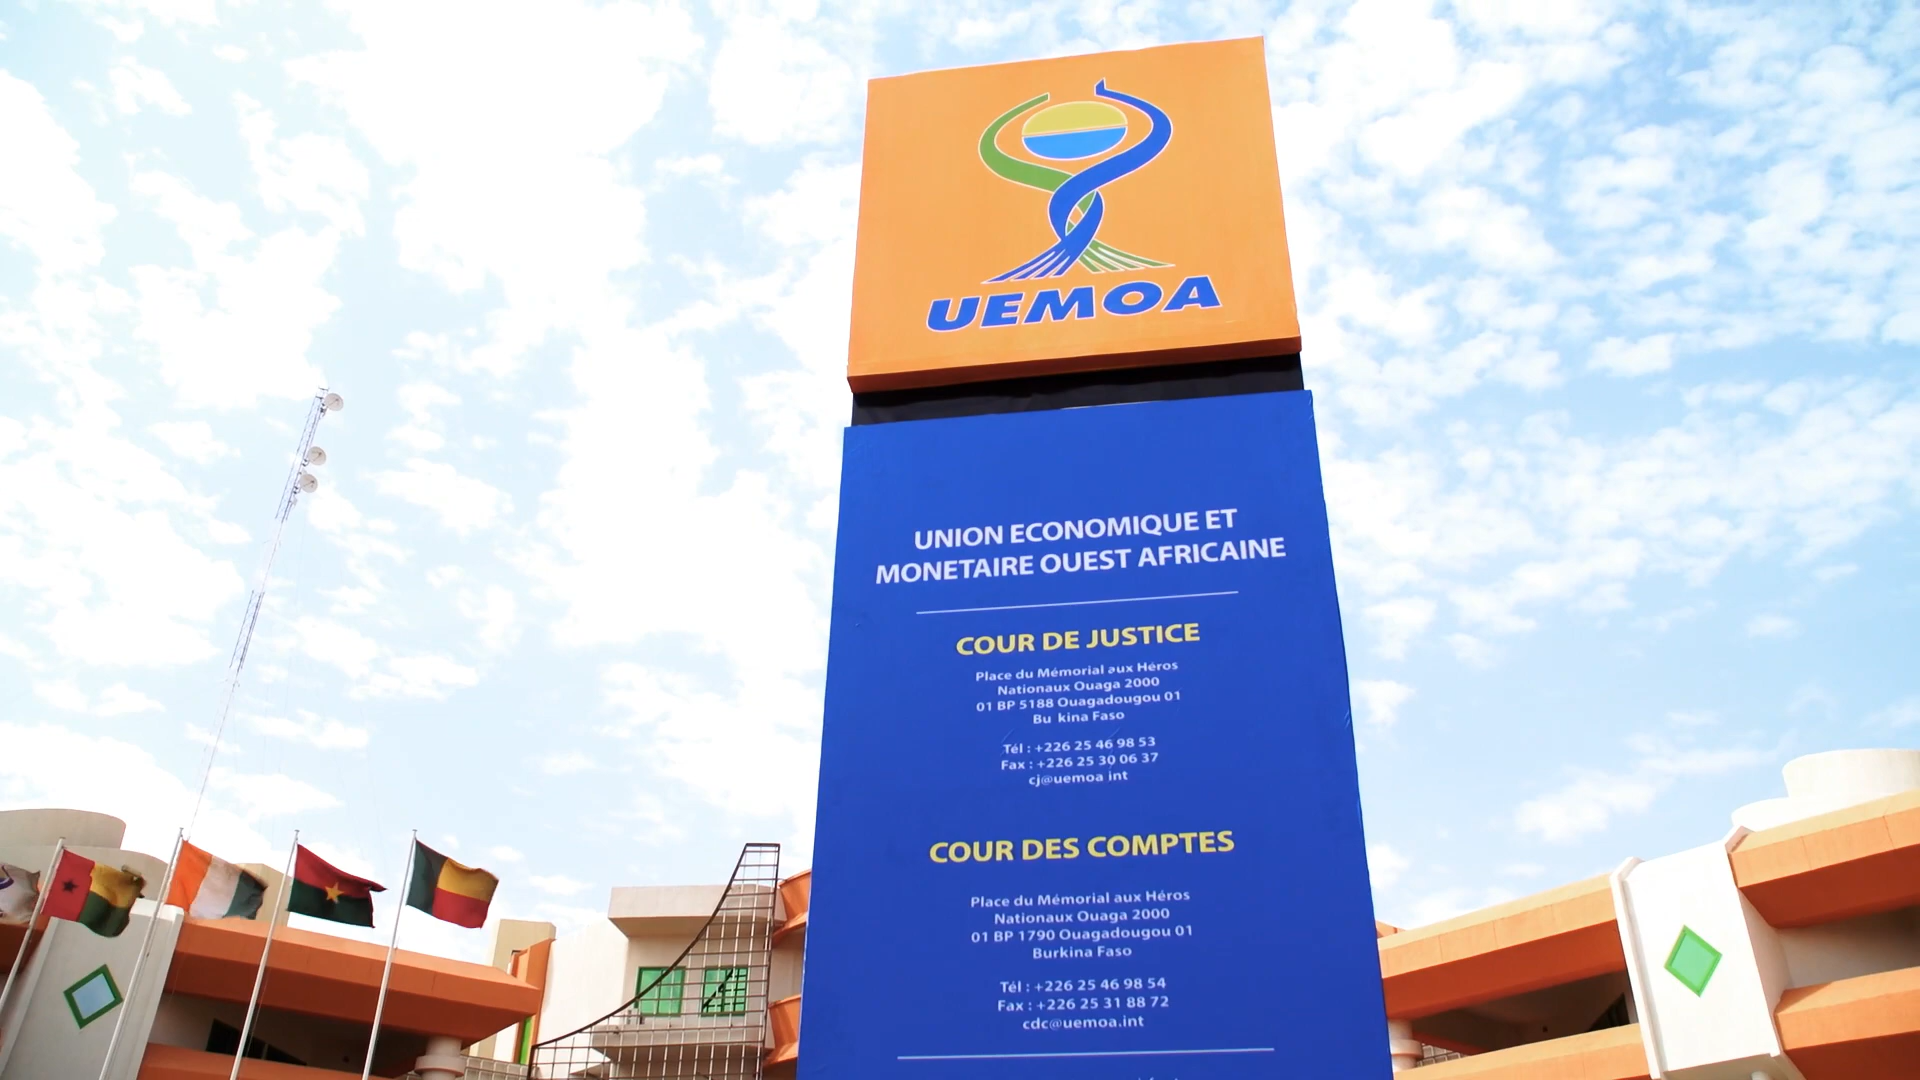 UEMOA
UNION ECONOMIQUE ET
MONETAIRE OUEST AFRICAINE
COUR DE JUSTICE
Place du Mémorial aux Héros
Nationaux Ouaga 2000
01 BP 5188 Ouagadougou 01
Bu kina Faso
Tél : +226 25 46 98 53
Fax : +226 25 30 06 37
cj@uemoa int
COUR DES COMPTES
Place du Mémorial aux Héros
Nationaux Ouaga 2000
01 BP 1790 Ouagadougou 01
Burkina Faso
Tél : +226 25 46 98 54
Fax : +226 25 31 88 72
cdc@uemoa.int